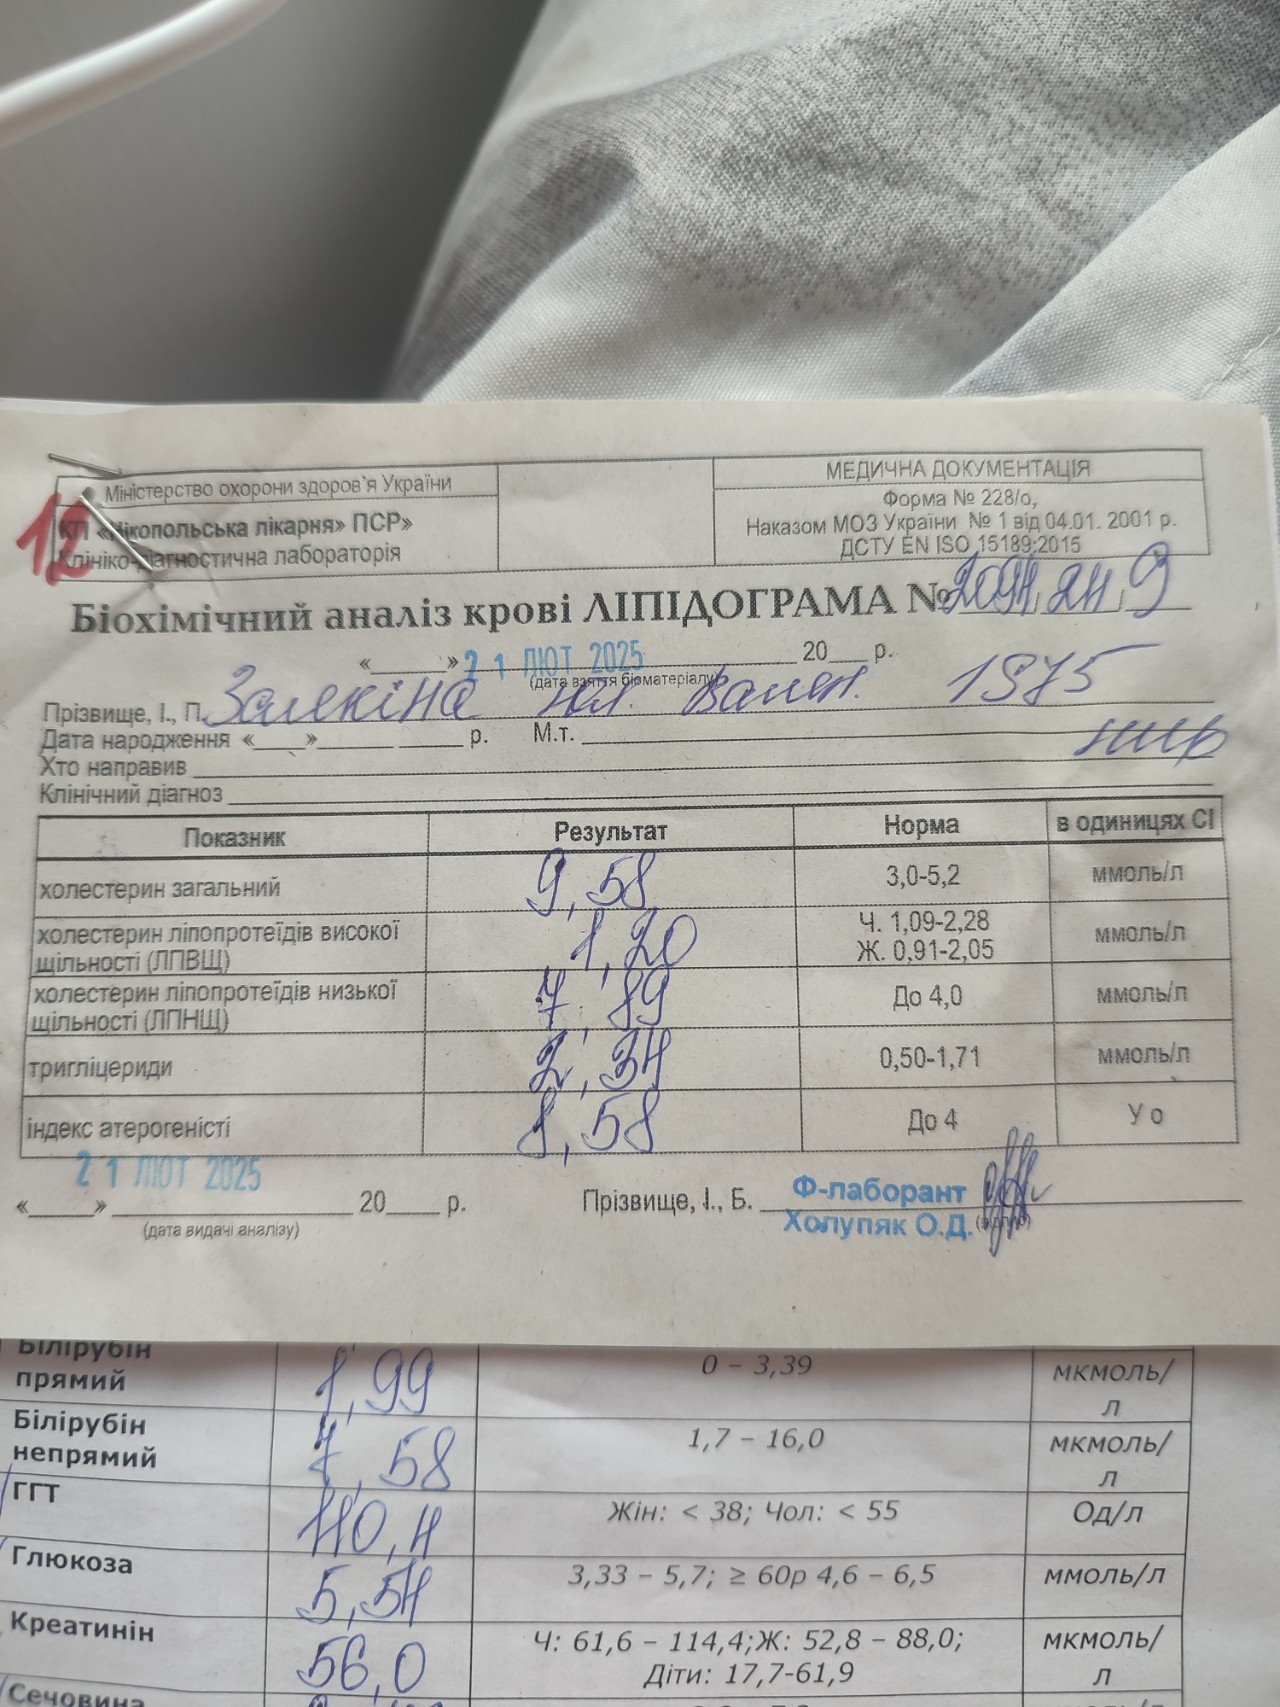 Міністерство охорони здоров'я України
КП «Нікопольська лікарня» ПСР»
Клініко-діагностична лабораторія
12
МЕДИЧНА ДОКУМЕНТАЦІЯ
Форма № 228/о,
Наказом МОЗ України № 1 від 04.01. 2001 р.
ДСТУ EN ISO 15189:2015
Біохімічний аналіз крові ЛІПІДОГРАМА №
«______» 21 ЛЮТ 2025 20___ р.
(дата взяття біоматеріалу)
Прізвище, І., П. Валент. 1975
Дата народження «____»______ _____ р. М.т.
Хто направив
Клінічний діагноз
Показник Результат Норма в одиницях СІ
холестерин загальний 9,58 3,0-5,2 ммоль/л
холестерин ліпопротеїдів високої щільності (ЛПВЩ) 1,20 Ч. 1,09-2,28 Ж. 0,91-2,05 ммоль/л
холестерин ліпопротеїдів низької щільності (ЛПНЩ) 7,89 До 4,0 ммоль/л
тригліцериди 2,34 0,50-1,71 ммоль/л
індекс атерогеністі 8,58 До 4 У о
21 ЛЮТ 2025
«_____» 20____ р. Прізвище, І., Б. Ф-лаборант
(дата видачі аналізу) Холупяк О.Д.
Білірубін прямий 1,99 0 – 3,39 мкмоль/л
Білірубін непрямий 7,58 1,7 – 16,0 мкмоль/л
ГГТ Жін: < 38; Чол: < 55 Од/л
Глюкоза 5,54 3,33 – 5,7; ≥ 60р 4,6 – 6,5 ммоль/л
Креатинін 56,0 Ч: 61,6 – 114,4;Ж: 52,8 – 88,0; Діти: 17,7-61,9 мкмоль/л
Сечовина